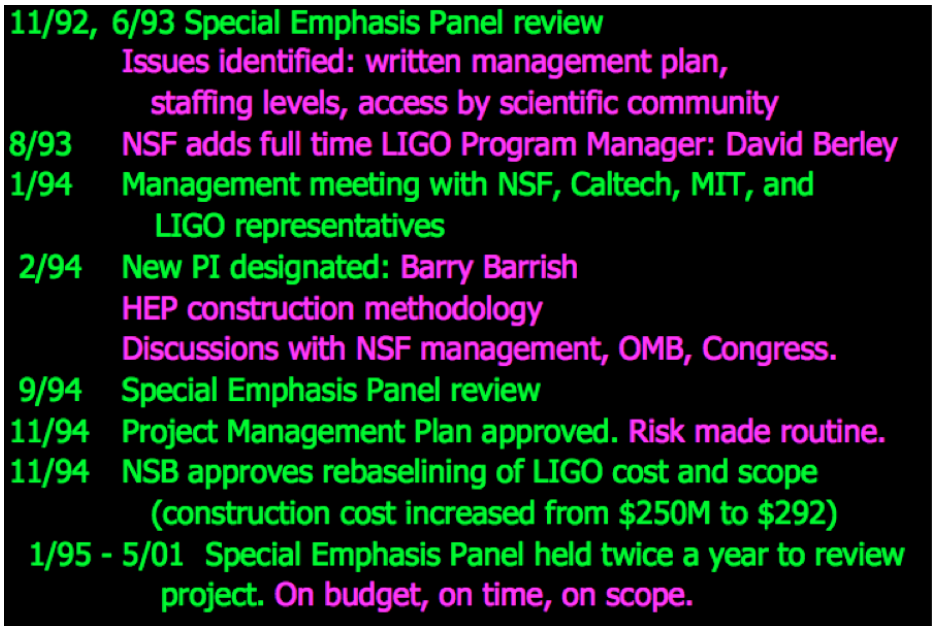 11/92, 6/93 Special Emphasis Panel review
Issues identified: written management plan,
staffing levels, access by scientific community
8/93 NSF adds full time LIGO Program Manager: David Berley
1/94 Management meeting with NSF, Caltech, MIT, and
LIGO representatives
2/94 New PI designated: Barry Barrish
HEP construction methodology
Discussions with NSF management, OMB, Congress.
9/94 Special Emphasis Panel review
11/94 Project Management Plan approved. Risk made routine.
11/94 NSB approves rebaselining of LIGO cost and scope
(construction cost increased from $250M to $292)
1/95 - 5/01 Special Emphasis Panel held twice a year to review
project. On budget, on time, on scope.